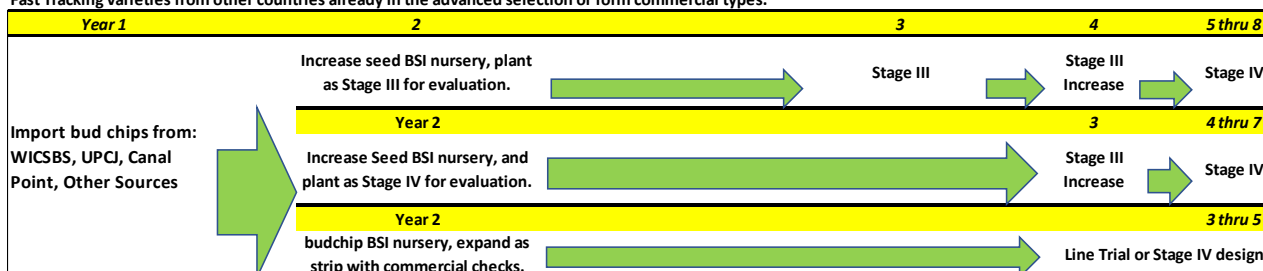 Fast Tracking varieties from other countries already in the advanced selection or form commercial types.
Year 1 2 3 4 5 thru 8
Increase seed BSI nursery, plant
as Stage III for evaluation.
Stage III
Stage III
Increase
Stage IV
Year 2 3 4 thru 7
Import bud chips from:
WICSBS, UPCJ, Canal
Point, Other Sources
Increase Seed BSI nursery, and
plant as Stage IV for evaluation.
Stage III
Increase
Stage IV
Year 2 3 thru 5
budchip BSI nursery, expand as
strip with commercial checks.
Line Trial or Stage IV design